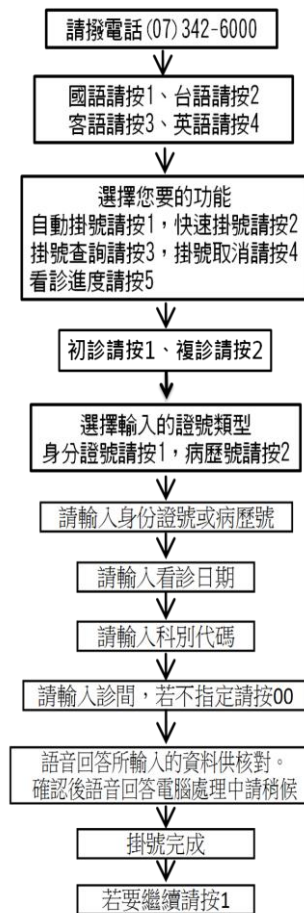 請撥電話(07)342-6000
國語請按1、台語請按2
客語請按3、英語請按4
選擇您要的功能
自動掛號請按1，快速掛號請按2
掛號查詢請按3，掛號取消請按4
看診進度請按5
初診請按1、複診請按2
選擇輸入的證號類型
身分證號請按1，病歷號請按2
請輸入身份證號或病歷號
請輸入看診日期
請輸入科別代碼
請輸入診間，若不指定請按00
語音回答所輸入的資料供核對。
確認後語音回答電腦處理中請稍候
掛號完成
若要繼續請按1